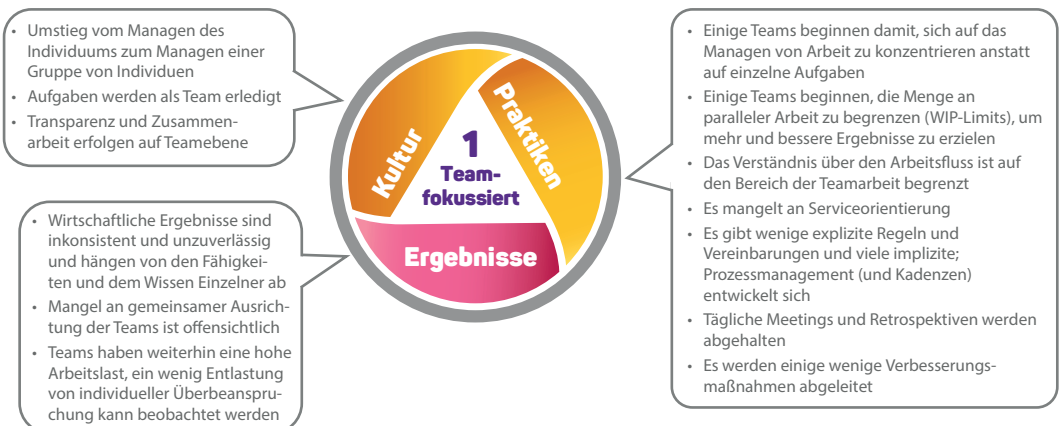 • Umstieg vom Managen des
Individuums zum Managen einer
Gruppe von Individuen
• Aufgaben werden als Team erledigt
• Transparenz und Zusammen-
arbeit erfolgen auf Teamebene
• Wirtschaftliche Ergebnisse sind
inkonsistent und unzuverlässig
und hängen von den Fähigkei-
ten und dem Wissen Einzelner ab
• Mangel an gemeinsamer Ausrich-
tung der Teams ist offensichtlich
• Teams haben weiterhin eine hohe
Arbeitslast, ein wenig Entlastung
von individueller Überbeanspru-
chung kann beobachtet werden
Kultur
Praktiken
1
Team-
fokussiert
Ergebnisse
• Einige Teams beginnen damit, sich auf das
Managen von Arbeit zu konzentrieren anstatt
auf einzelne Aufgaben
• Einige Teams beginnen, die Menge an
paralleler Arbeit zu begrenzen (WIP-Limits), um
mehr und bessere Ergebnisse zu erzielen
• Das Verständnis über den Arbeitsfluss ist auf
den Bereich der Teamarbeit begrenzt
• Es mangelt an Serviceorientierung
• Es gibt wenige explizite Regeln und
Vereinbarungen und viele implizite;
Prozessmanagement (und Kadenzen)
entwickelt sich
• Tägliche Meetings und Retrospektiven werden
abgehalten
• Es werden einige wenige Verbesserungs-
maßnahmen abgeleitet